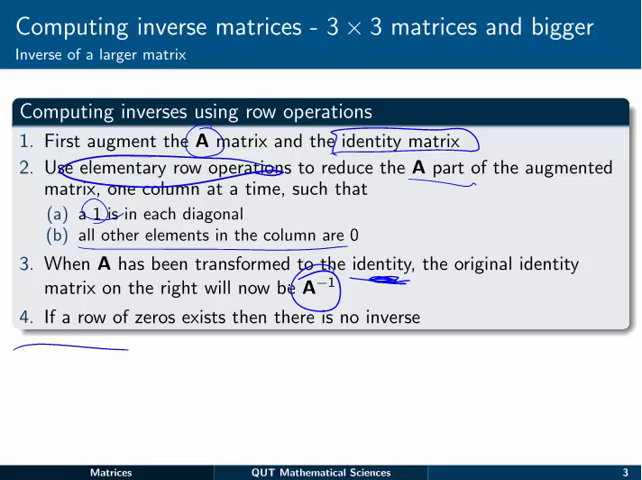 Computing inverse matrices - 3 × 3 matrices and bigger
Inverse of a larger matrix
Computing inverses using row operations
1. First augment the A matrix and the identity matrix
2. Use elementary row operations to reduce the A part of the augmented
matrix, one column at a time, such that
(a) a 1 is in each diagonal
(b) all other elements in the column are 0
3. When A has been transformed to the identity, the original identity
matrix on the right will now be A⁻¹
4. If a row of zeros exists then there is no inverse
Matrices QUT Mathematical Sciences 3